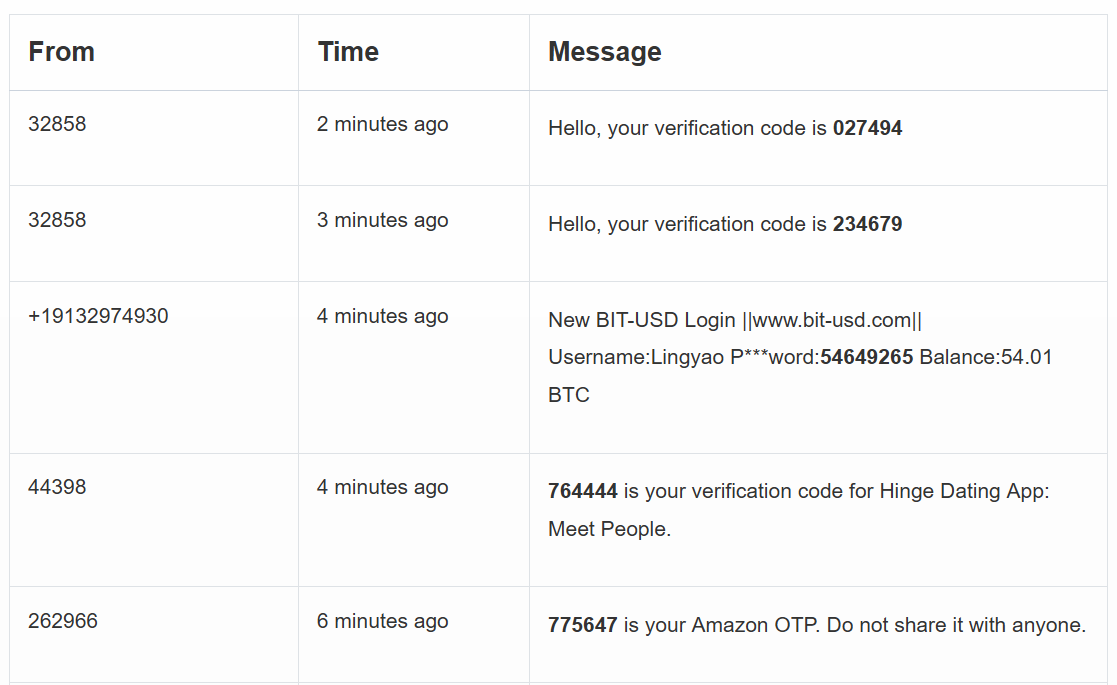 From Time Message
32858 2 minutes ago Hello, your verification code is 027494
32858 3 minutes ago Hello, your verification code is 234679
+19132974930 4 minutes ago New BIT-USD Login ||www.bit-usd.com||
Username:Lingyao P***word:54649265 Balance:54.01
BTC
44398 4 minutes ago 764444 is your verification code for Hinge Dating App:
Meet People.
262966 6 minutes ago 775647 is your Amazon OTP. Do not share it with anyone.